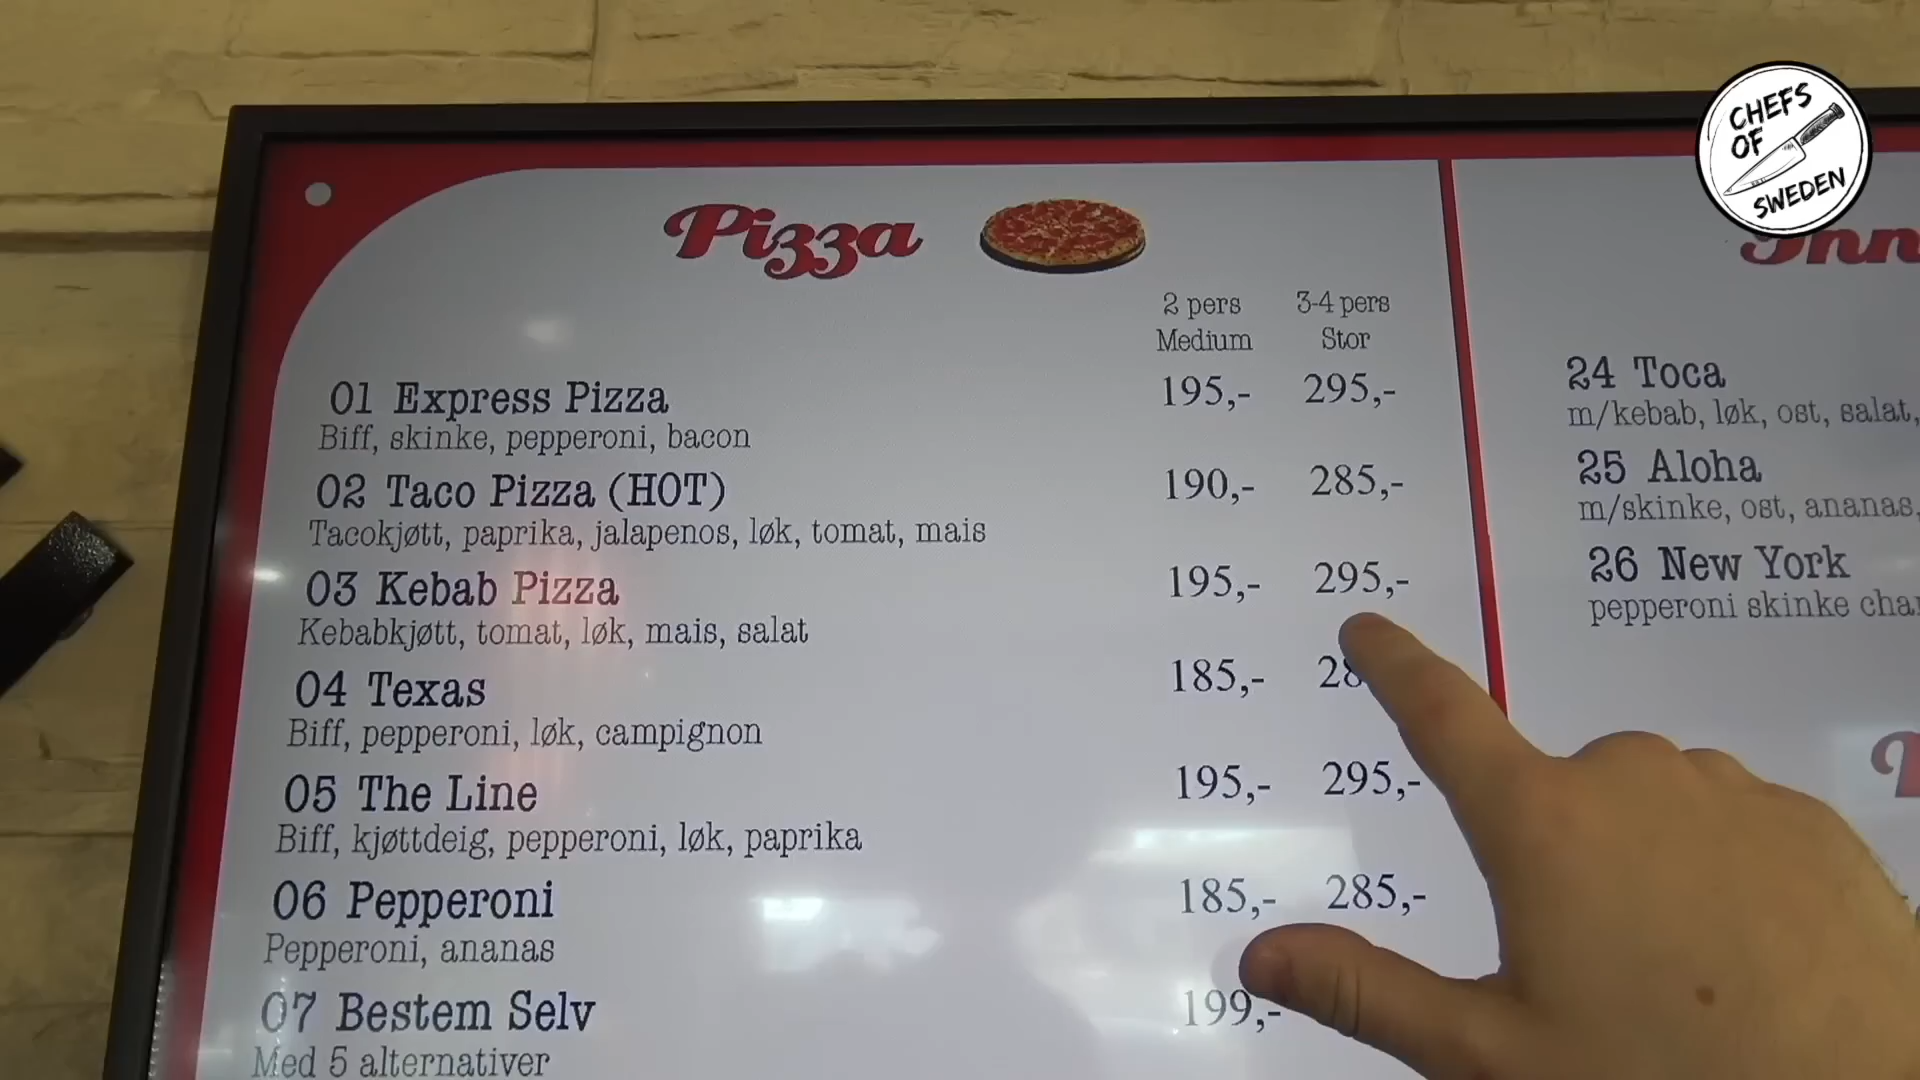 CHEFS
OF
SWEDEN
Pizza
2 pers
Medium
3-4 pers
Stor
01 Express Pizza 195,- 295,-
Biff, skinke, pepperoni, bacon
02 Taco Pizza (HOT) 190,- 285,-
Tacokjøtt, paprika, jalapenos, løk, tomat, mais
03 Kebab Pizza 195,- 295,-
Kebabkjøtt, tomat, løk, mais, salat
04 Texas 185,-
Biff, pepperoni, løk, campignon
05 The Line 195,- 295,-
Biff, kjøttdeig, pepperoni, løk, paprika
06 Pepperoni 185,- 285,-
Pepperoni, ananas
07 Bestem Selv 199,-
Med 5 alternativer
24 Toca
m/kebab, løk, ost, salat,
25 Aloha
m/skinke, ost, ananas,
26 New York
pepperoni skinke